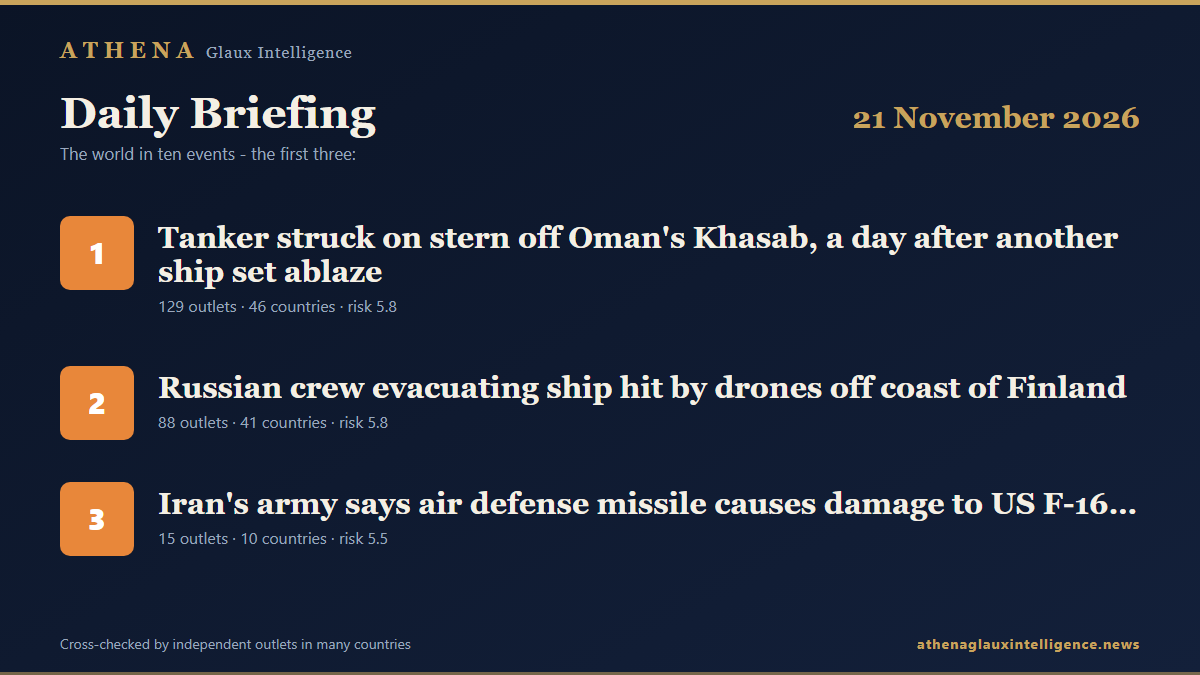 ATHENA Glaux Intelligence
Daily Briefing
21 November 2026
The world in ten events - the first three:
1
Tanker struck on stern off Oman's Khasab, a day after another
ship set ablaze
129 outlets · 46 countries · risk 5.8
2
Russian crew evacuating ship hit by drones off coast of Finland
88 outlets · 41 countries · risk 5.8
3
Iran's army says air defense missile causes damage to US F-16...
15 outlets · 10 countries · risk 5.5
Cross-checked by independent outlets in many countries
athenaglauxintelligence.news